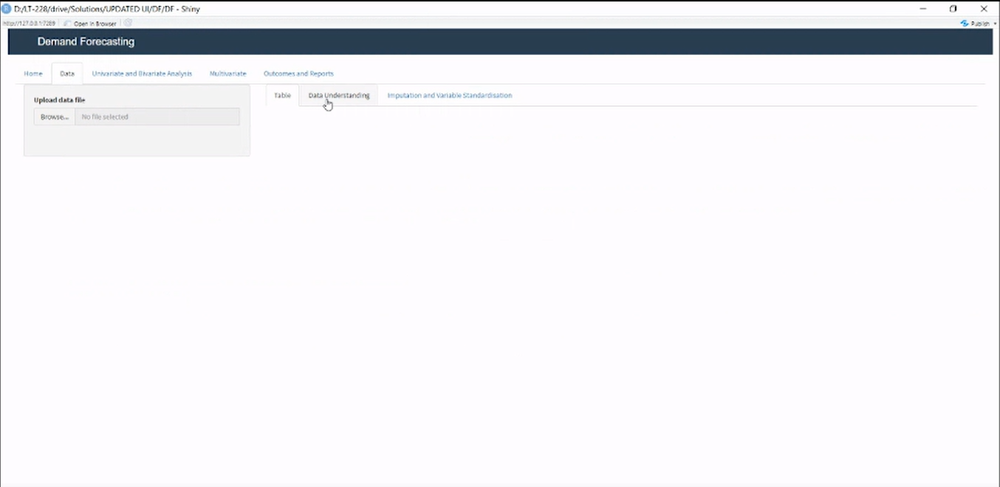 D:/LT-228/drive/Solutions/UPDATED UI/DF/DF - Shiny
http://127.0.0.1:7289 Open in Browser Publish
Demand Forecasting
Home Data Univariate and Bivariate Analysis Multivariate Outcomes and Reports
Upload data file
Browse... No file selected
Table Data Understanding Imputation and Variable Standardisation